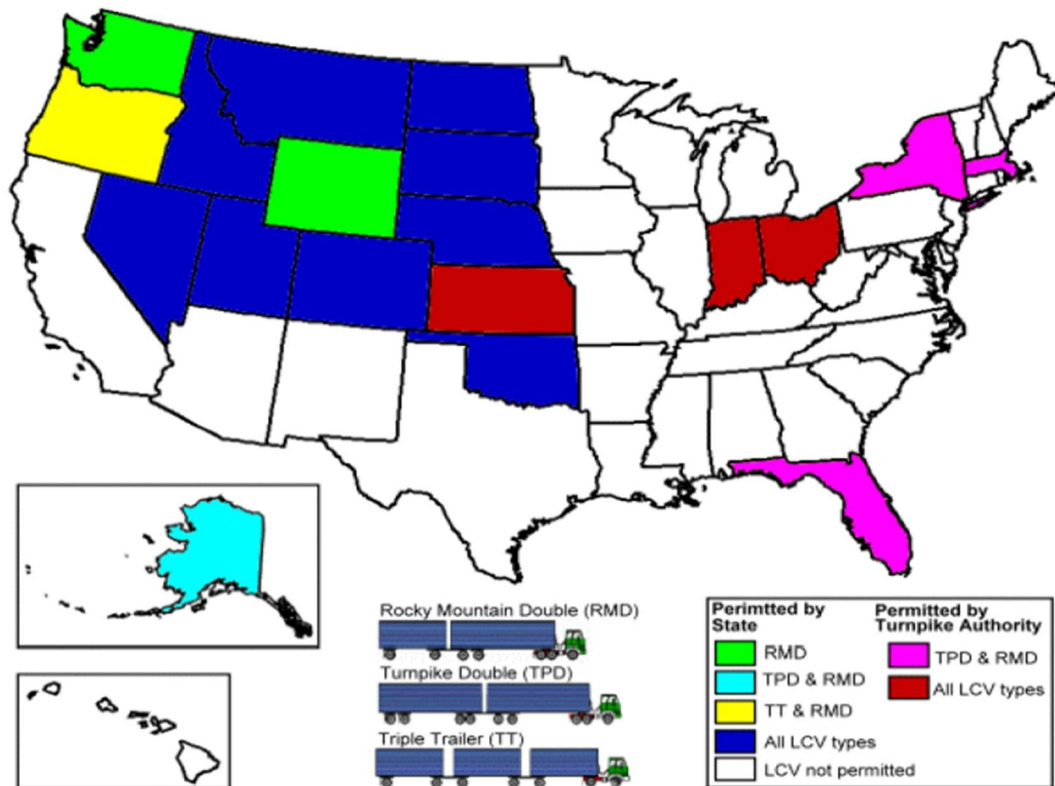 Rocky Mountain Double (RMD)
Turnpike Double (TPD)
Triple Trailer (TT)
Perimtted by
State
RMD
TPD & RMD
TT & RMD
All LCV types
LCV not permitted
Permitted by
Turnpike Authority
TPD & RMD
All LCV types